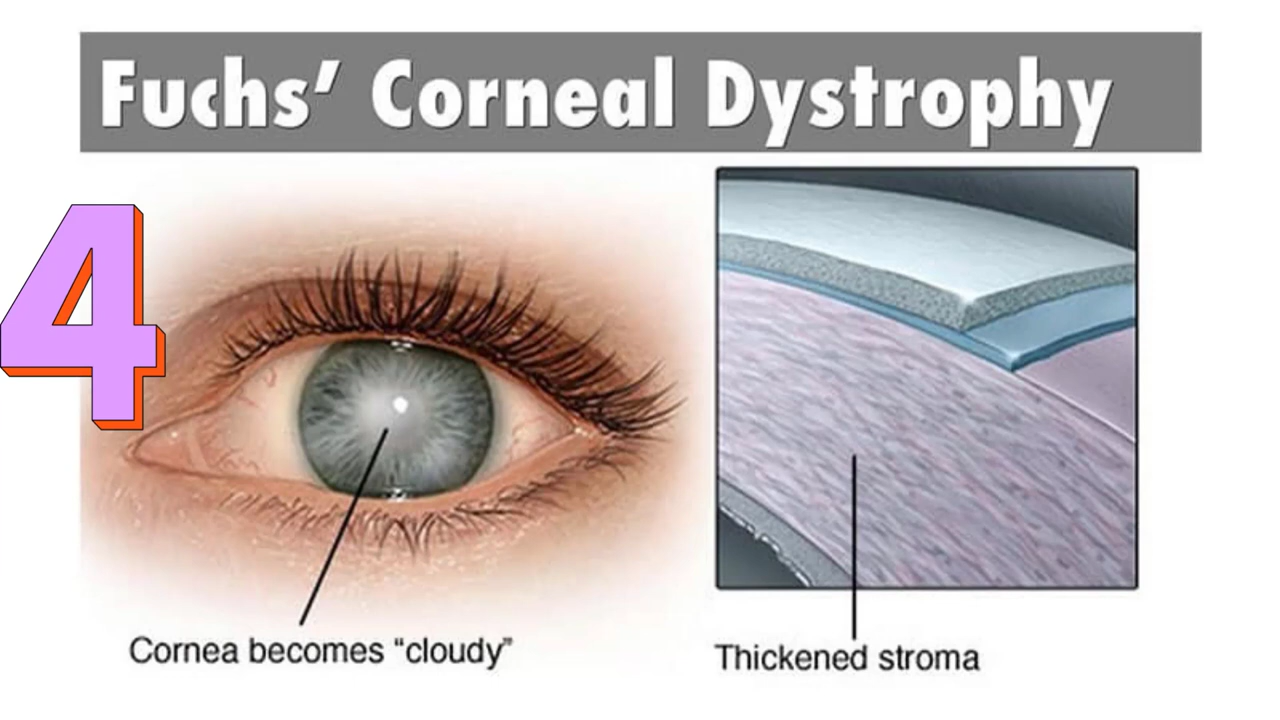 Fuchs’ Corneal Dystrophy
4
Cornea becomes “cloudy”
Thickened stroma